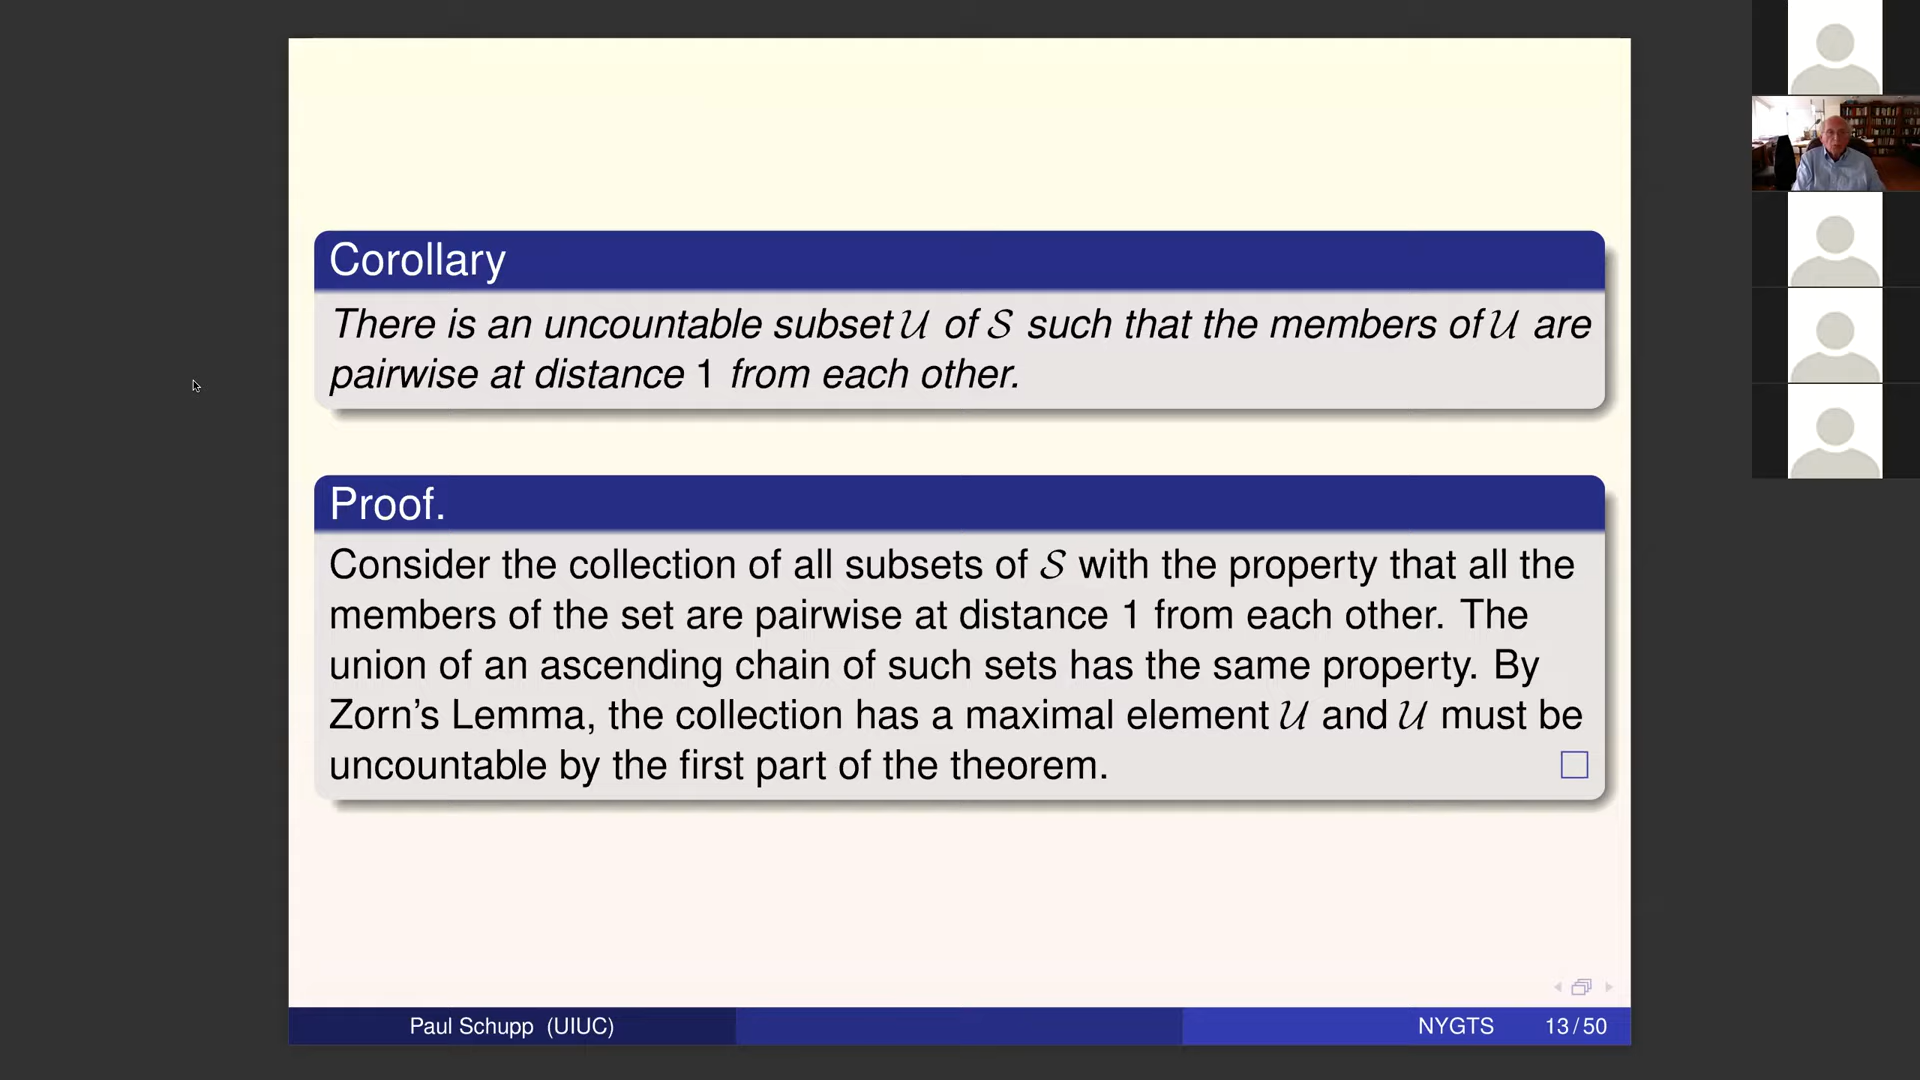 Corollary
There is an uncountable subset 𝒰 of 𝒮 such that the members of 𝒰 are
pairwise at distance 1 from each other.
Proof.
Consider the collection of all subsets of 𝒮 with the property that all the
members of the set are pairwise at distance 1 from each other. The
union of an ascending chain of such sets has the same property. By
Zorn's Lemma, the collection has a maximal element 𝒰 and 𝒰 must be
uncountable by the first part of the theorem.
Paul Schupp (UIUC)
NYGTS
13 / 50